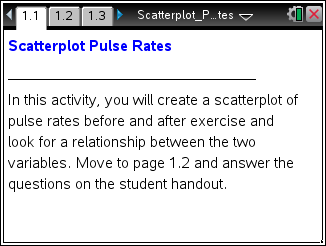 1.1 1.2 1.3 Scatterplot_P...tes
Scatterplot Pulse Rates
In this activity, you will create a scatterplot of
pulse rates before and after exercise and
look for a relationship between the two
variables. Move to page 1.2 and answer the
questions on the student handout.